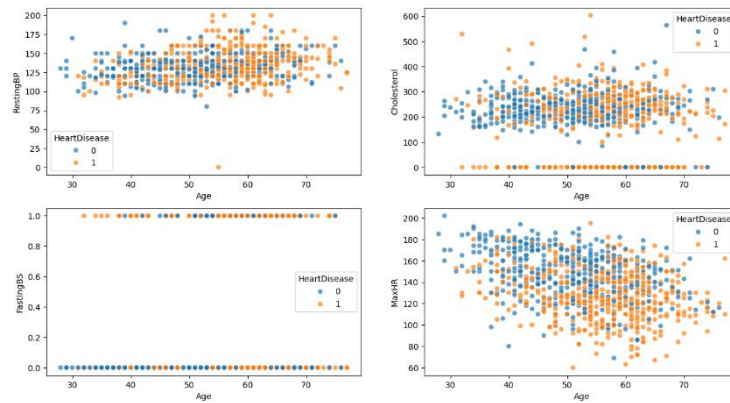 200
175
150
125
100
75
50
25
0
RestingBP
HeartDisease
0
1
30 40 50 60 70
Age
600
500
400
300
200
100
0
Cholesterol
HeartDisease
0
1
30 40 50 60 70
Age
1.0
0.8
0.6
0.4
0.2
0.0
FastingBS
HeartDisease
0
1
30 40 50 60 70
Age
200
180
160
140
120
100
80
60
MaxHR
HeartDisease
0
1
30 40 50 60 70
Age